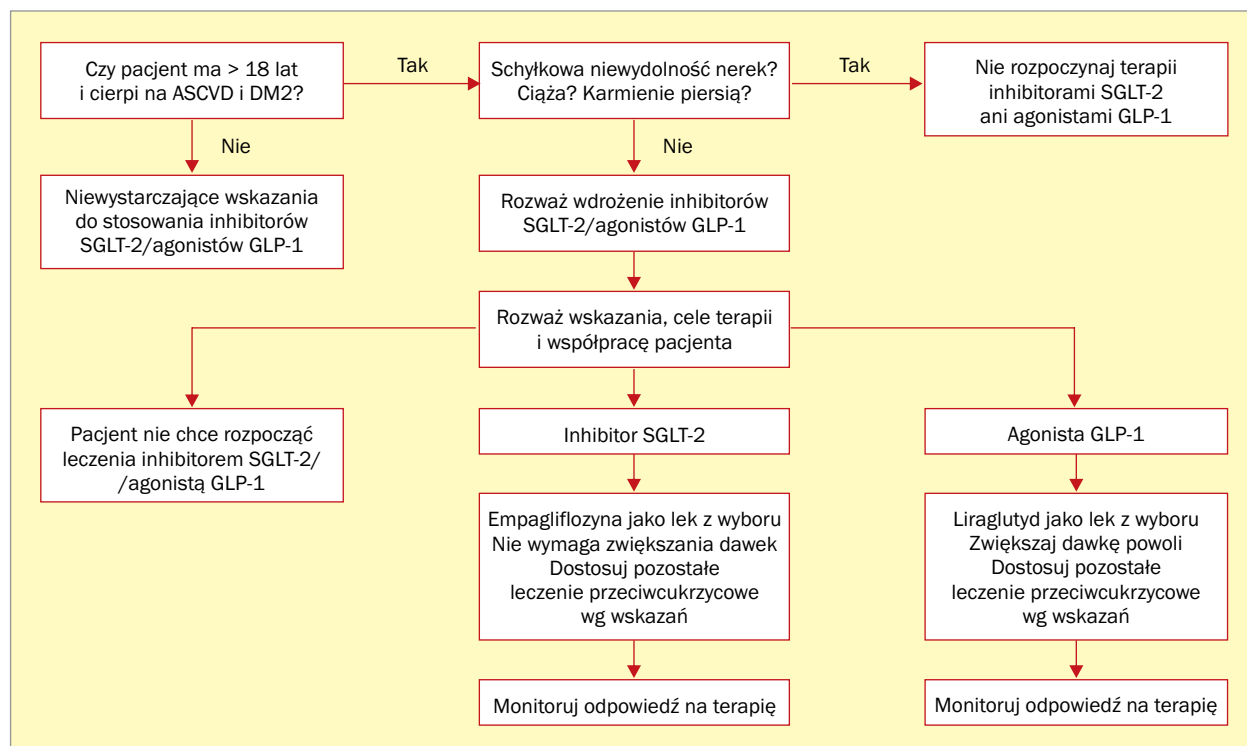 Czy pacjent ma > 18 lat
i cierpi na ASCVD i DM2?
Tak
Schyłkowa niewydolność nerek?
Ciąża? Karmienie piersią?
Tak
Nie rozpoczynaj terapii
inhibitorami SGLT-2
ani agonistami GLP-1
Nie
Nie
Niewystarczające wskazania
do stosowania inhibitorów
SGLT-2/agonistów GLP-1
Rozważ wdrożenie inhibitorów
SGLT-2/agonistów GLP-1
Rozważ wskazania, cele terapii
i współpracę pacjenta
Pacjent nie chce rozpocząć
leczenia inhibitorem SGLT-2/
/agonistą GLP-1
Inhibitor SGLT-2
Agonista GLP-1
Empagliflozyna jako lek z wyboru
Nie wymaga zwiększania dawek
Dostosuj pozostałe
leczenie przeciwcukrzycowe
wg wskazań
Liraglutyd jako lek z wyboru
Zwiększaj dawkę powoli
Dostosuj pozostałe
leczenie przeciwcukrzycowe
wg wskazań
Monitoruj odpowiedź na terapię
Monitoruj odpowiedź na terapię